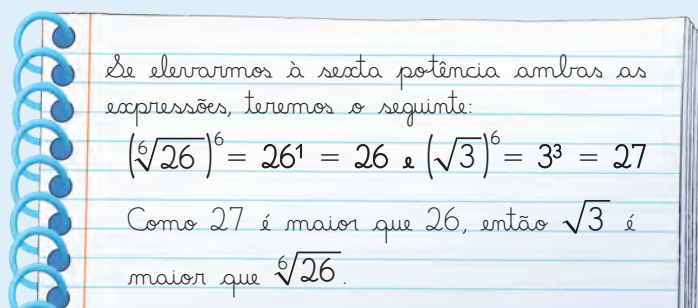 Se elevarmos à sexta potência ambas as
expressões, teremos o seguinte:
(⁶√26)⁶ = 26¹ = 26 e (√3)⁶ = 3³ = 27
Como 27 é maior que 26, então √3 é
maior que ⁶√26.